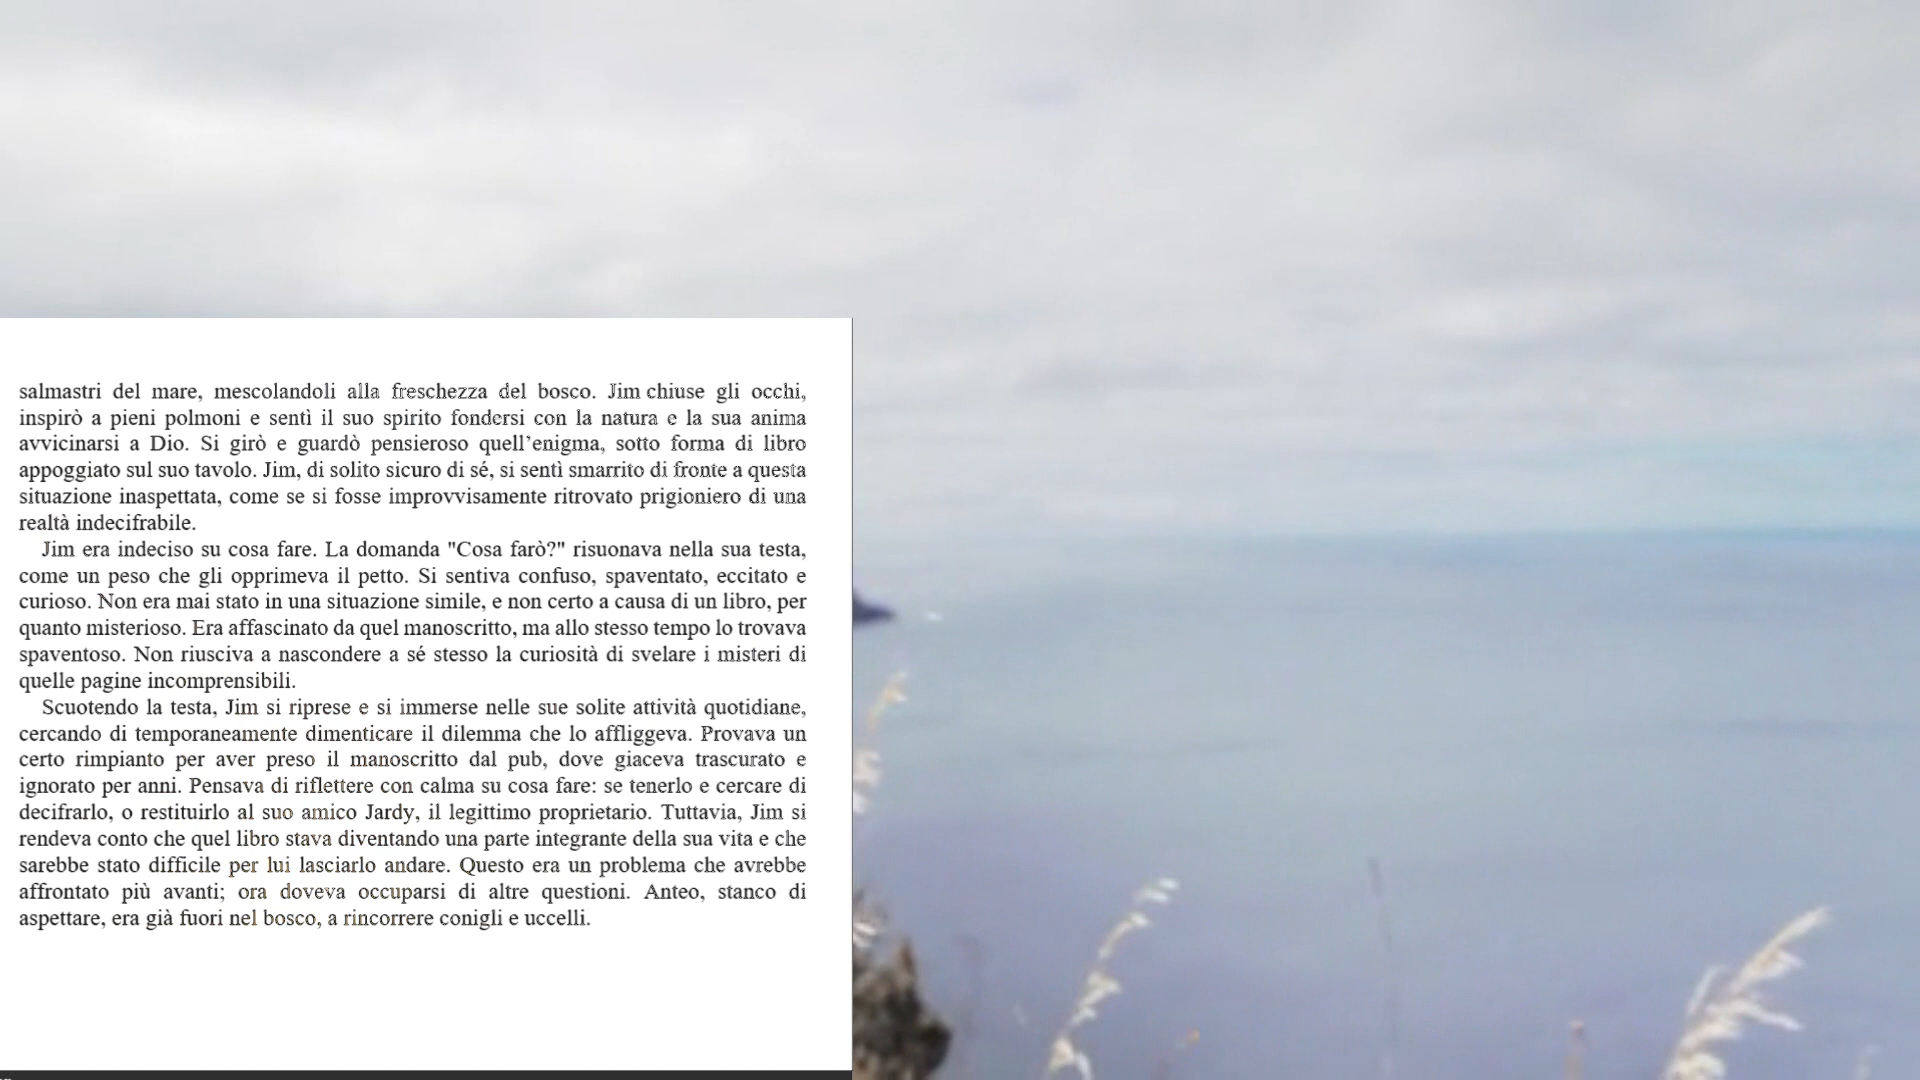 salmastri del mare, mescolandoli alla freschezza del bosco. Jim chiuse gli occhi,
inspirò a pieni polmoni e sentì il suo spirito fondersi con la natura e la sua anima
avvicinarsi a Dio. Si girò e guardò pensieroso quell’enigma, sotto forma di libro
appoggiato sul suo tavolo. Jim, di solito sicuro di sé, si sentì smarrito di fronte a questa
situazione inaspettata, come se si fosse improvvisamente ritrovato prigioniero di una
realtà indecifrabile.
Jim era indeciso su cosa fare. La domanda "Cosa farò?" risuonava nella sua testa,
come un peso che gli opprimeva il petto. Si sentiva confuso, spaventato, eccitato e
curioso. Non era mai stato in una situazione simile, e non certo a causa di un libro, per
quanto misterioso. Era affascinato da quel manoscritto, ma allo stesso tempo lo trovava
spaventoso. Non riusciva a nascondere a sé stesso la curiosità di svelare i misteri di
quelle pagine incomprensibili.
Scuotendo la testa, Jim si riprese e si immerse nelle sue solite attività quotidiane,
cercando di temporaneamente dimenticare il dilemma che lo affliggeva. Provava un
certo rimpianto per aver preso il manoscritto dal pub, dove giaceva trascurato e
ignorato per anni. Pensava di riflettere con calma su cosa fare: se tenerlo e cercare di
decifrarlo, o restituirlo al suo amico Jardy, il legittimo proprietario. Tuttavia, Jim si
rendeva conto che quel libro stava diventando una parte integrante della sua vita e che
sarebbe stato difficile per lui lasciarlo andare. Questo era un problema che avrebbe
affrontato più avanti; ora doveva occuparsi di altre questioni. Anteo, stanco di
aspettare, era già fuori nel bosco, a rincorrere conigli e uccelli.